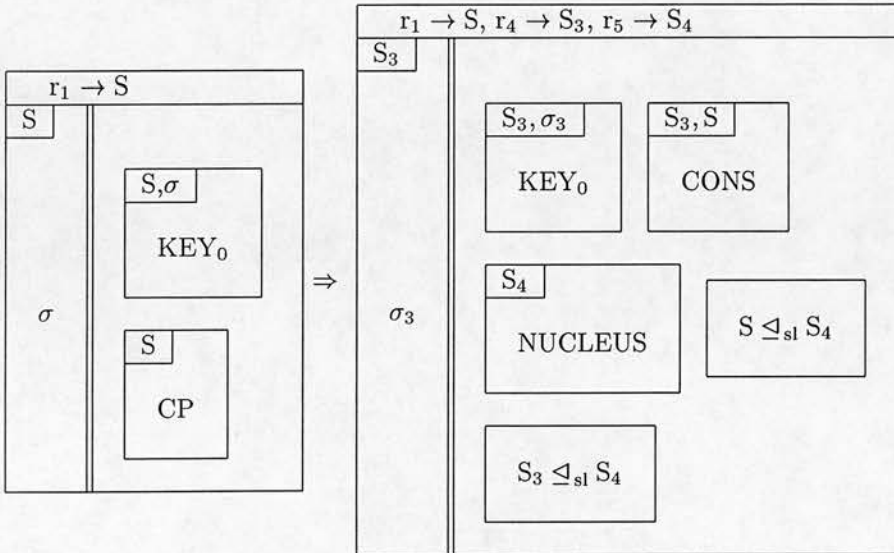 r₁ → S
S
σ
S,σ
KEY₀
S
CP
⇒
r₁ → S, r₄ → S₃, r₅ → S₄
S₃
σ₃
S₃, σ₃
KEY₀
S₃, S
CONS
S₄
NUCLEUS
S ⊴ₛₗ S₄
S₃ ⊴ₛₗ S₄